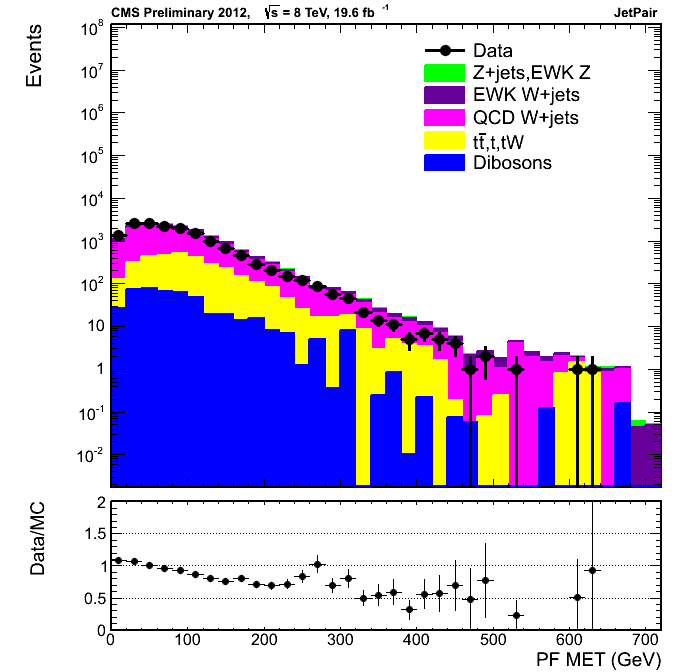 CMS Preliminary 2012, √s = 8 TeV, 19.6 fb⁻¹ JetPair
Events
10⁸
10⁷
10⁶
10⁵
10⁴
10³
10²
10
1
10⁻¹
10⁻²
Data
Z+jets,EWK Z
EWK W+jets
QCD W+jets
tt̄,t,tW
Dibosons
Data/MC
2
1.5
1
0.5
0
0 100 200 300 400 500 600 700
PF MET (GeV)